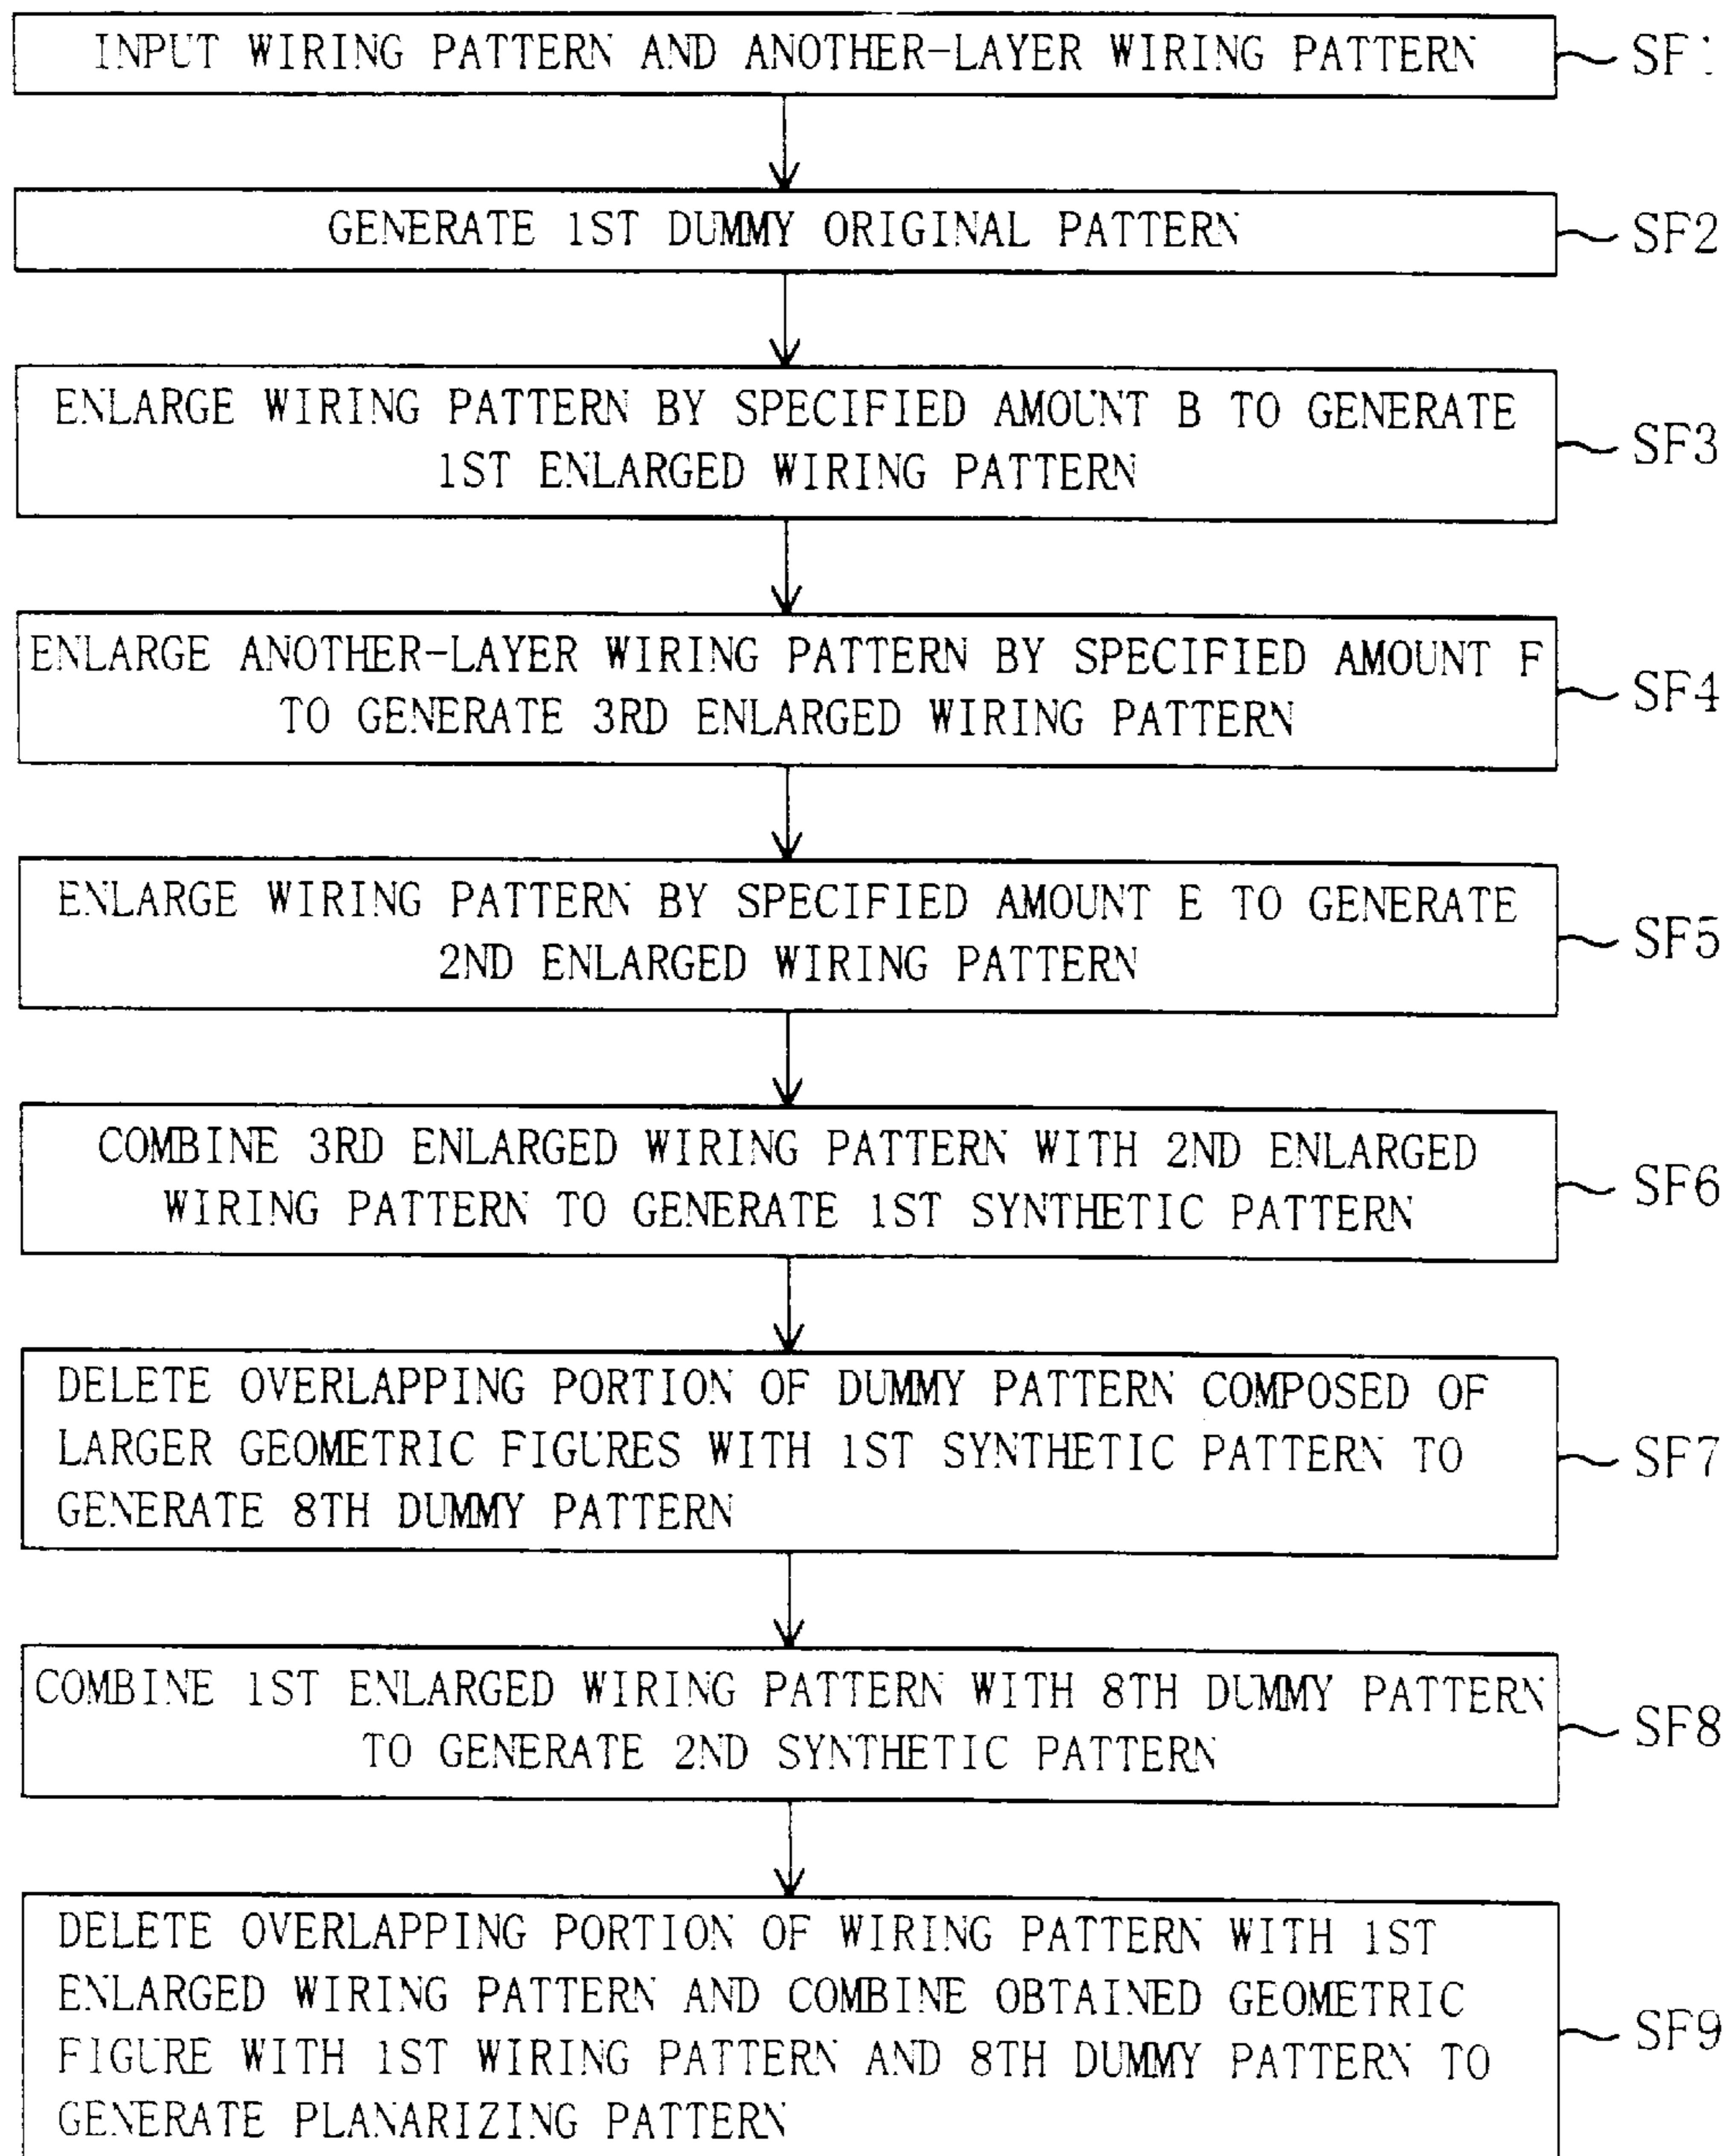 INPUT WIRING PATTERN AND ANOTHER-LAYER WIRING PATTERN
SF1
GENERATE 1ST DUMMY ORIGINAL PATTERN
SF2
ENLARGE WIRING PATTERN BY SPECIFIED AMOUNT B TO GENERATE
1ST ENLARGED WIRING PATTERN
SF3
ENLARGE ANOTHER-LAYER WIRING PATTERN BY SPECIFIED AMOUNT F
TO GENERATE 3RD ENLARGED WIRING PATTERN
SF4
ENLARGE WIRING PATTERN BY SPECIFIED AMOUNT E TO GENERATE
2ND ENLARGED WIRING PATTERN
SF5
COMBINE 3RD ENLARGED WIRING PATTERN WITH 2ND ENLARGED
WIRING PATTERN TO GENERATE 1ST SYNTHETIC PATTERN
SF6
DELETE OVERLAPPING PORTION OF DUMMY PATTERN COMPOSED OF
LARGER GEOMETRIC FIGURES WITH 1ST SYNTHETIC PATTERN TO
GENERATE 8TH DUMMY PATTERN
SF7
COMBINE 1ST ENLARGED WIRING PATTERN WITH 8TH DUMMY PATTERN
TO GENERATE 2ND SYNTHETIC PATTERN
SF8
DELETE OVERLAPPING PORTION OF WIRING PATTERN WITH 1ST
ENLARGED WIRING PATTERN AND COMBINE OBTAINED GEOMETRIC
FIGURE WITH 1ST WIRING PATTERN AND 8TH DUMMY PATTERN TO
GENERATE PLANARIZING PATTERN
SF9